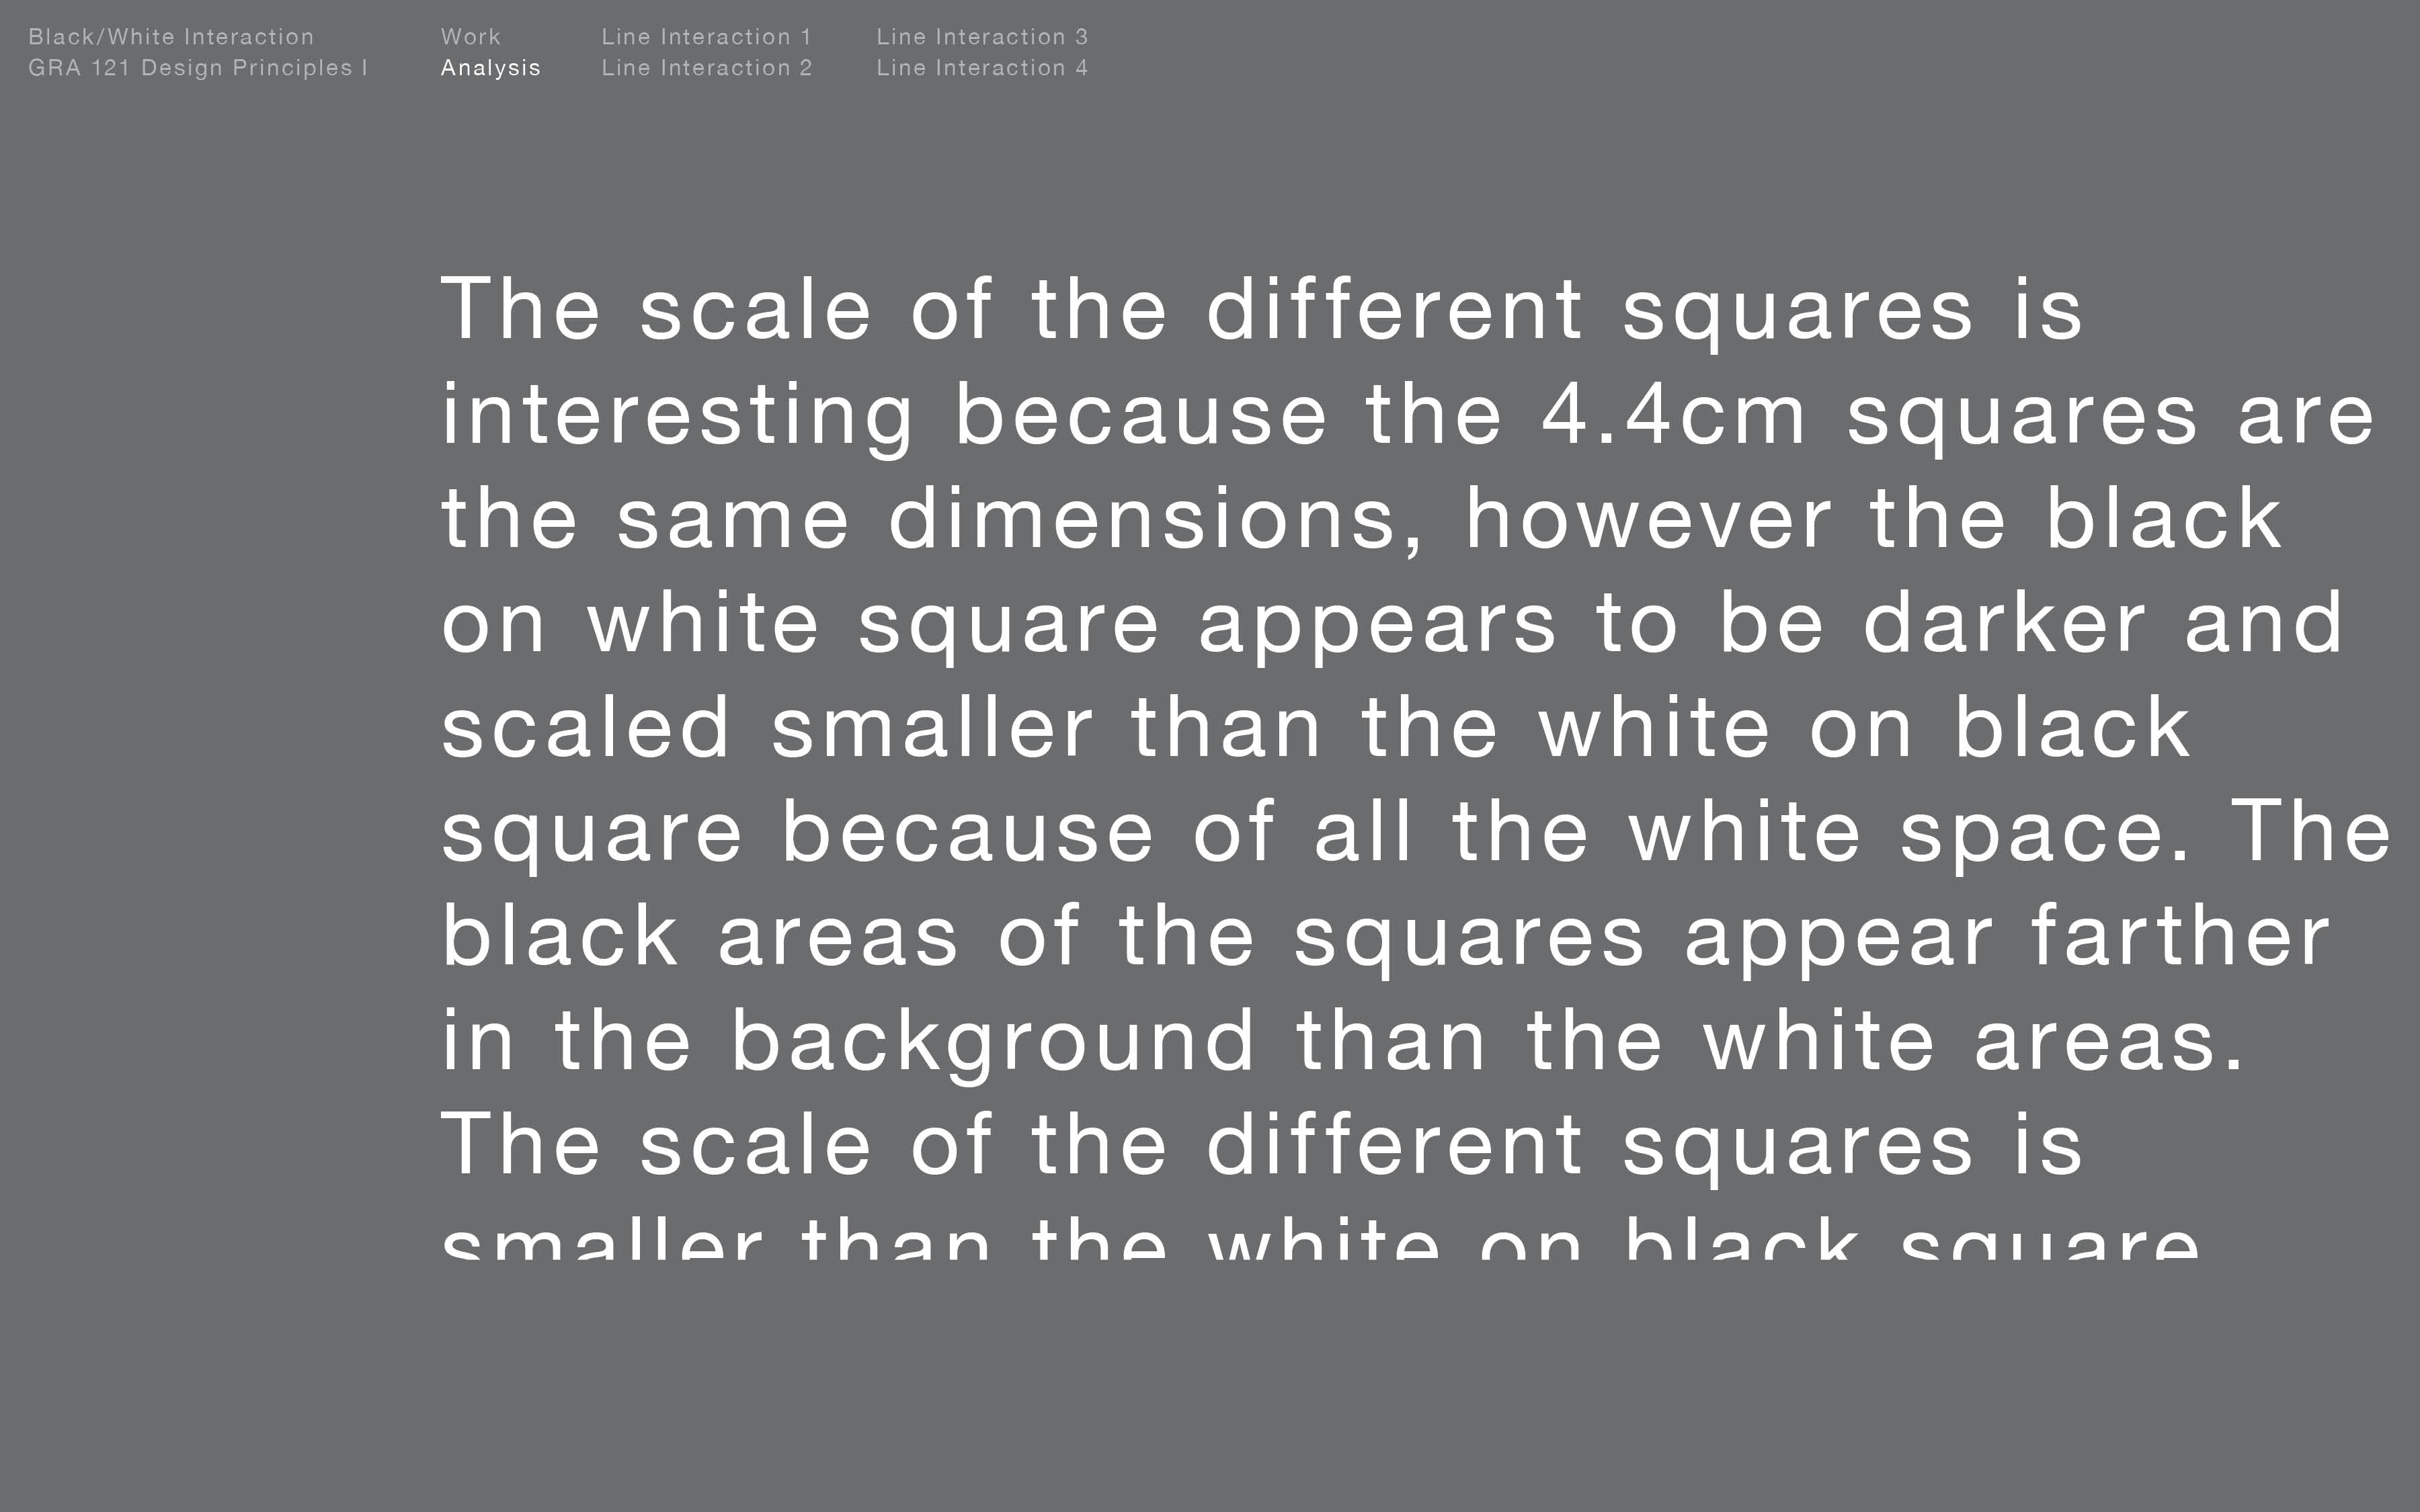 Black/White Interaction
GRA 121 Design Principles I
Work
Analysis
Line Interaction 1
Line Interaction 2
Line Interaction 3
Line Interaction 4
The scale of the different squares is
interesting because the 4.4cm squares are
the same dimensions, however the black
on white square appears to be darker and
scaled smaller than the white on black
square because of all the white space. The
black areas of the squares appear farther
in the background than the white areas.
The scale of the different squares is
smaller than the white on black square